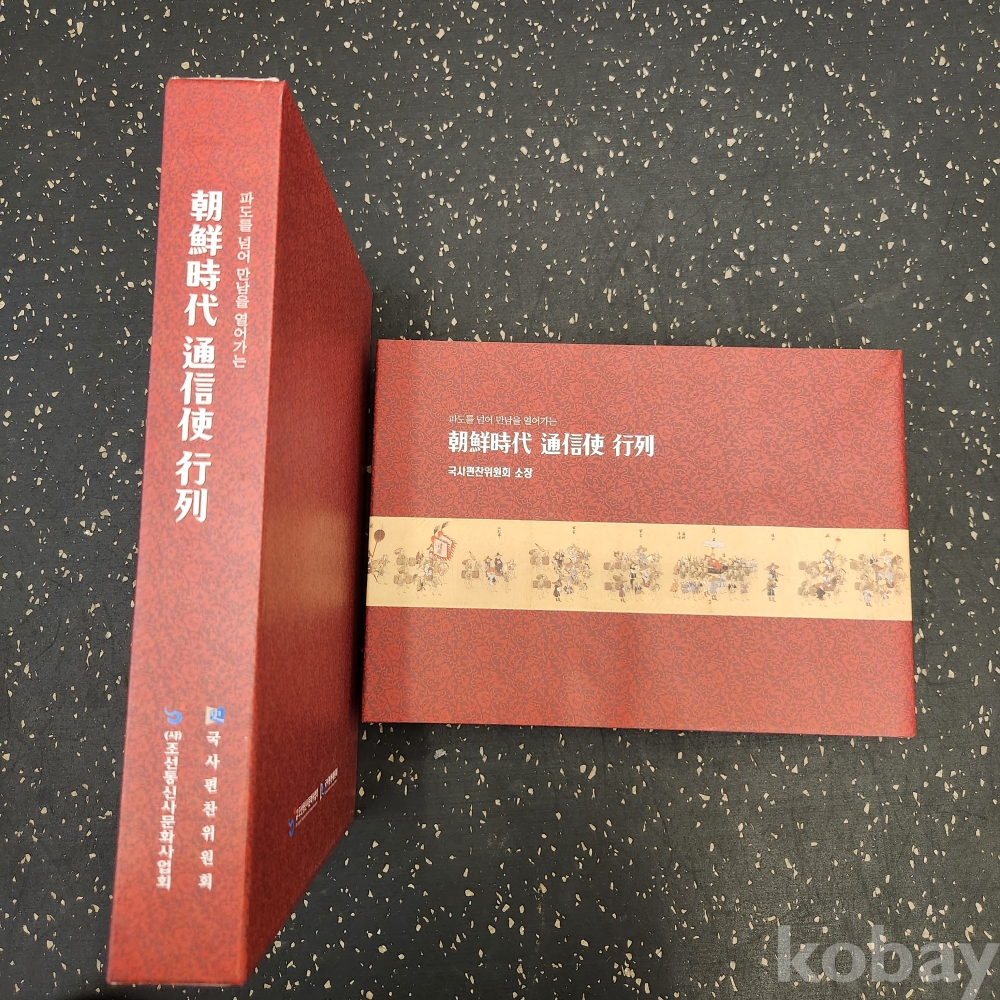 파도를 넘어 만남을 열어가는
朝鮮時代 通信使 行列
국사편찬위원회
(사)조선통신사문화사업회
파도를 넘어 만남을 열어가는
朝鮮時代 通信使 行列
국사편찬위원회 소장
kobay